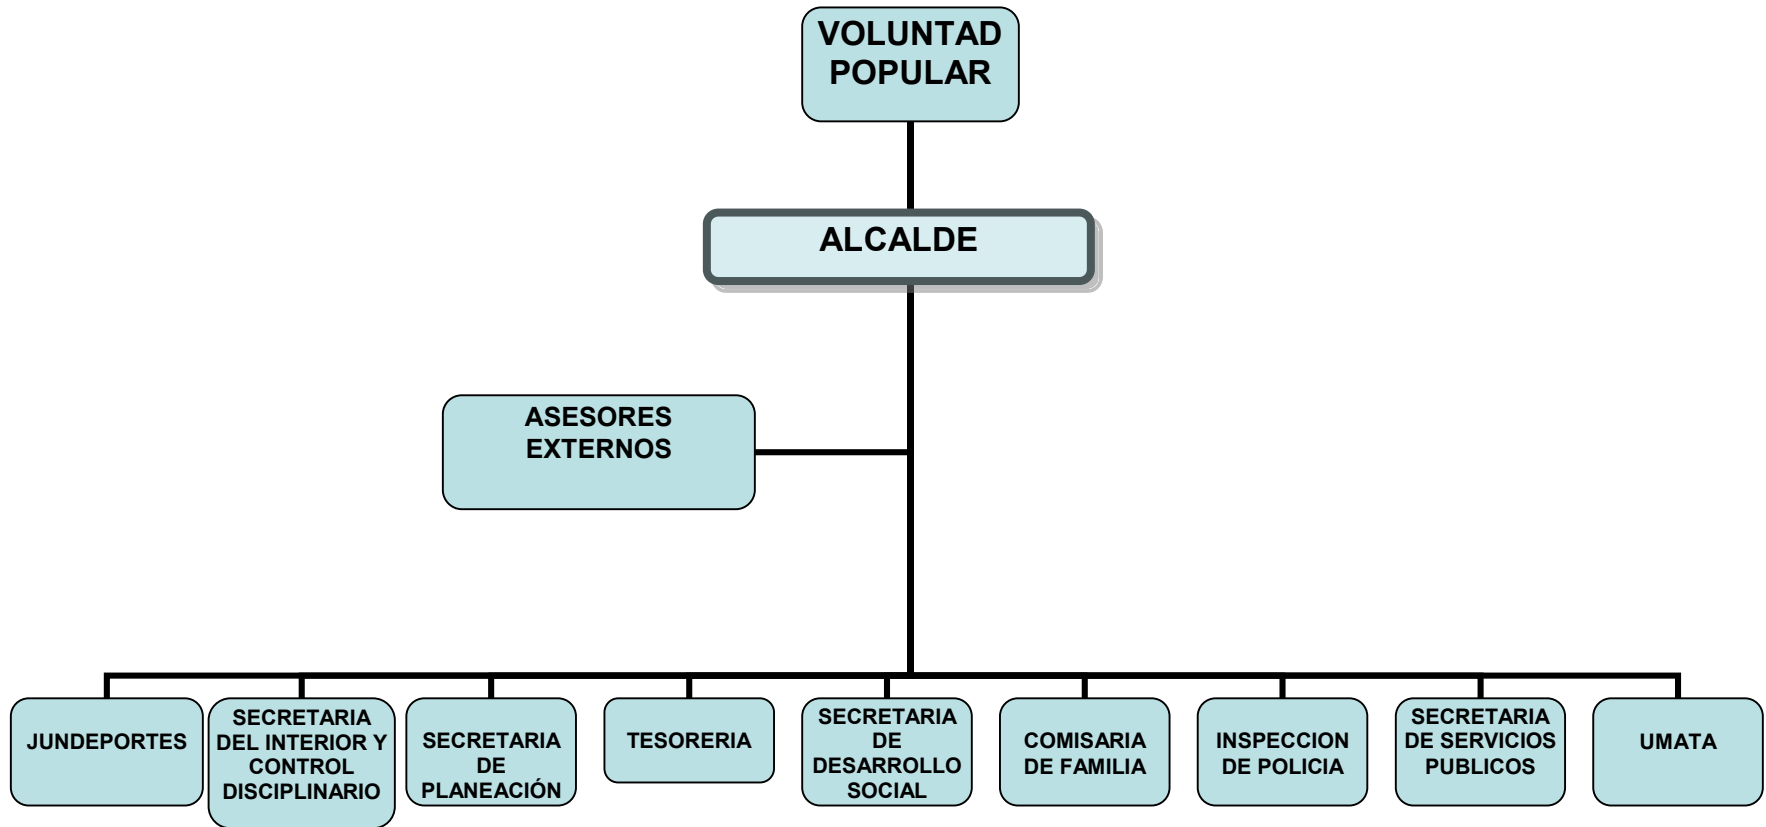 VOLUNTAD
POPULAR
ALCALDE
ASESORES
EXTERNOS
JUNDEPORTES
SECRETARIA
DEL INTERIOR Y
CONTROL
DISCIPLINARIO
SECRETARIA
DE
PLANEACIÓN
TESORERIA
SECRETARIA
DE
DESARROLLO
SOCIAL
COMISARIA
DE FAMILIA
INSPECCION
DE POLICIA
SECRETARIA
DE SERVICIOS
PUBLICOS
UMATA